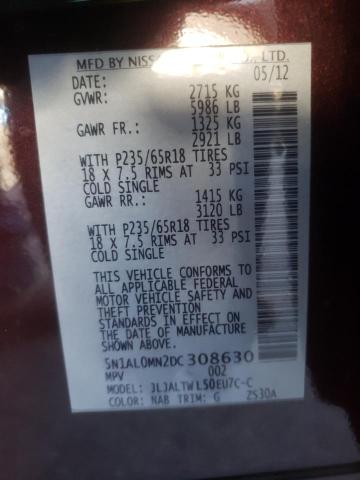 MFD BY NISS O., LTD.
DATE: 05/12
GVWR: 2715 KG
5986 LB
GAWR FR.: 1325 KG
2921 LB
WITH P235/65R18 TIRES
18 X 7.5 RIMS AT 33 PSI
COLD SINGLE
GAWR RR.: 1415 KG
3120 LB
WITH P235/65R18 TIRES
18 X 7.5 RIMS AT 33 PSI
COLD SINGLE
THIS VEHICLE CONFORMS TO
ALL APPLICABLE FEDERAL
MOTOR VEHICLE SAFETY AND
THEFT PREVENTION
STANDARDS IN EFFECT ON
THE DATE OF MANUFACTURE
SHOWN ABOVE.
5N1AL0MN2DC308630
MPV 002
MODEL: JLJALTWL50EU7C-C
COLOR: NAB TRIM: G ZS30A